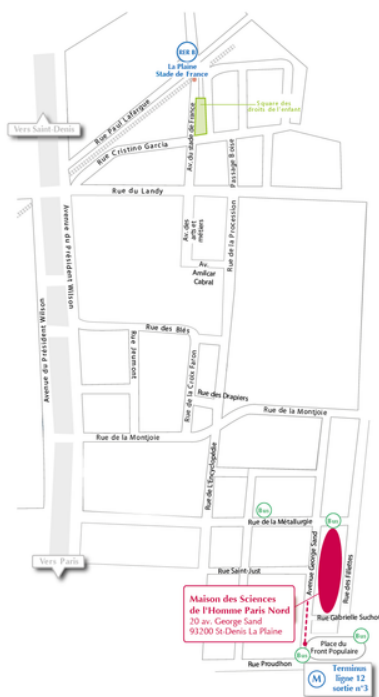 RER B
La Plaine
Stade de France
Rue Paul Lafargue
Square des
droits de l'enfant
Vers Saint-Denis
Av. du stade de France
Rue Cristino Garcia
Passage Boise
Rue du Landy
Avenue du Président Wilson
Av. des
arts et
métiers
Rue de la Procession
Av.
Amilcar
Cabral
Avenue du Président Wilson
Rue des Blés
Rue Jaumont
Rue de la Croix Faron
Rue des Drapiers
Rue de la Montjoie
Rue de la Montjoie
Rue de L'Encyclopédie
Bus
Rue de la Métallurgie
Bus
Avenue George Sand
Rue des Fillettes
Vers Paris
Rue Saint-Just
Maison des Sciences
de l'Homme Paris Nord
20 av. George Sand
93200 St-Denis La Plaine
Rue Gabrielle Suchot
Bus
Place du
Front Populaire
Bus
Rue Proudhon
M
Terminus
ligne 12
sortie n°3